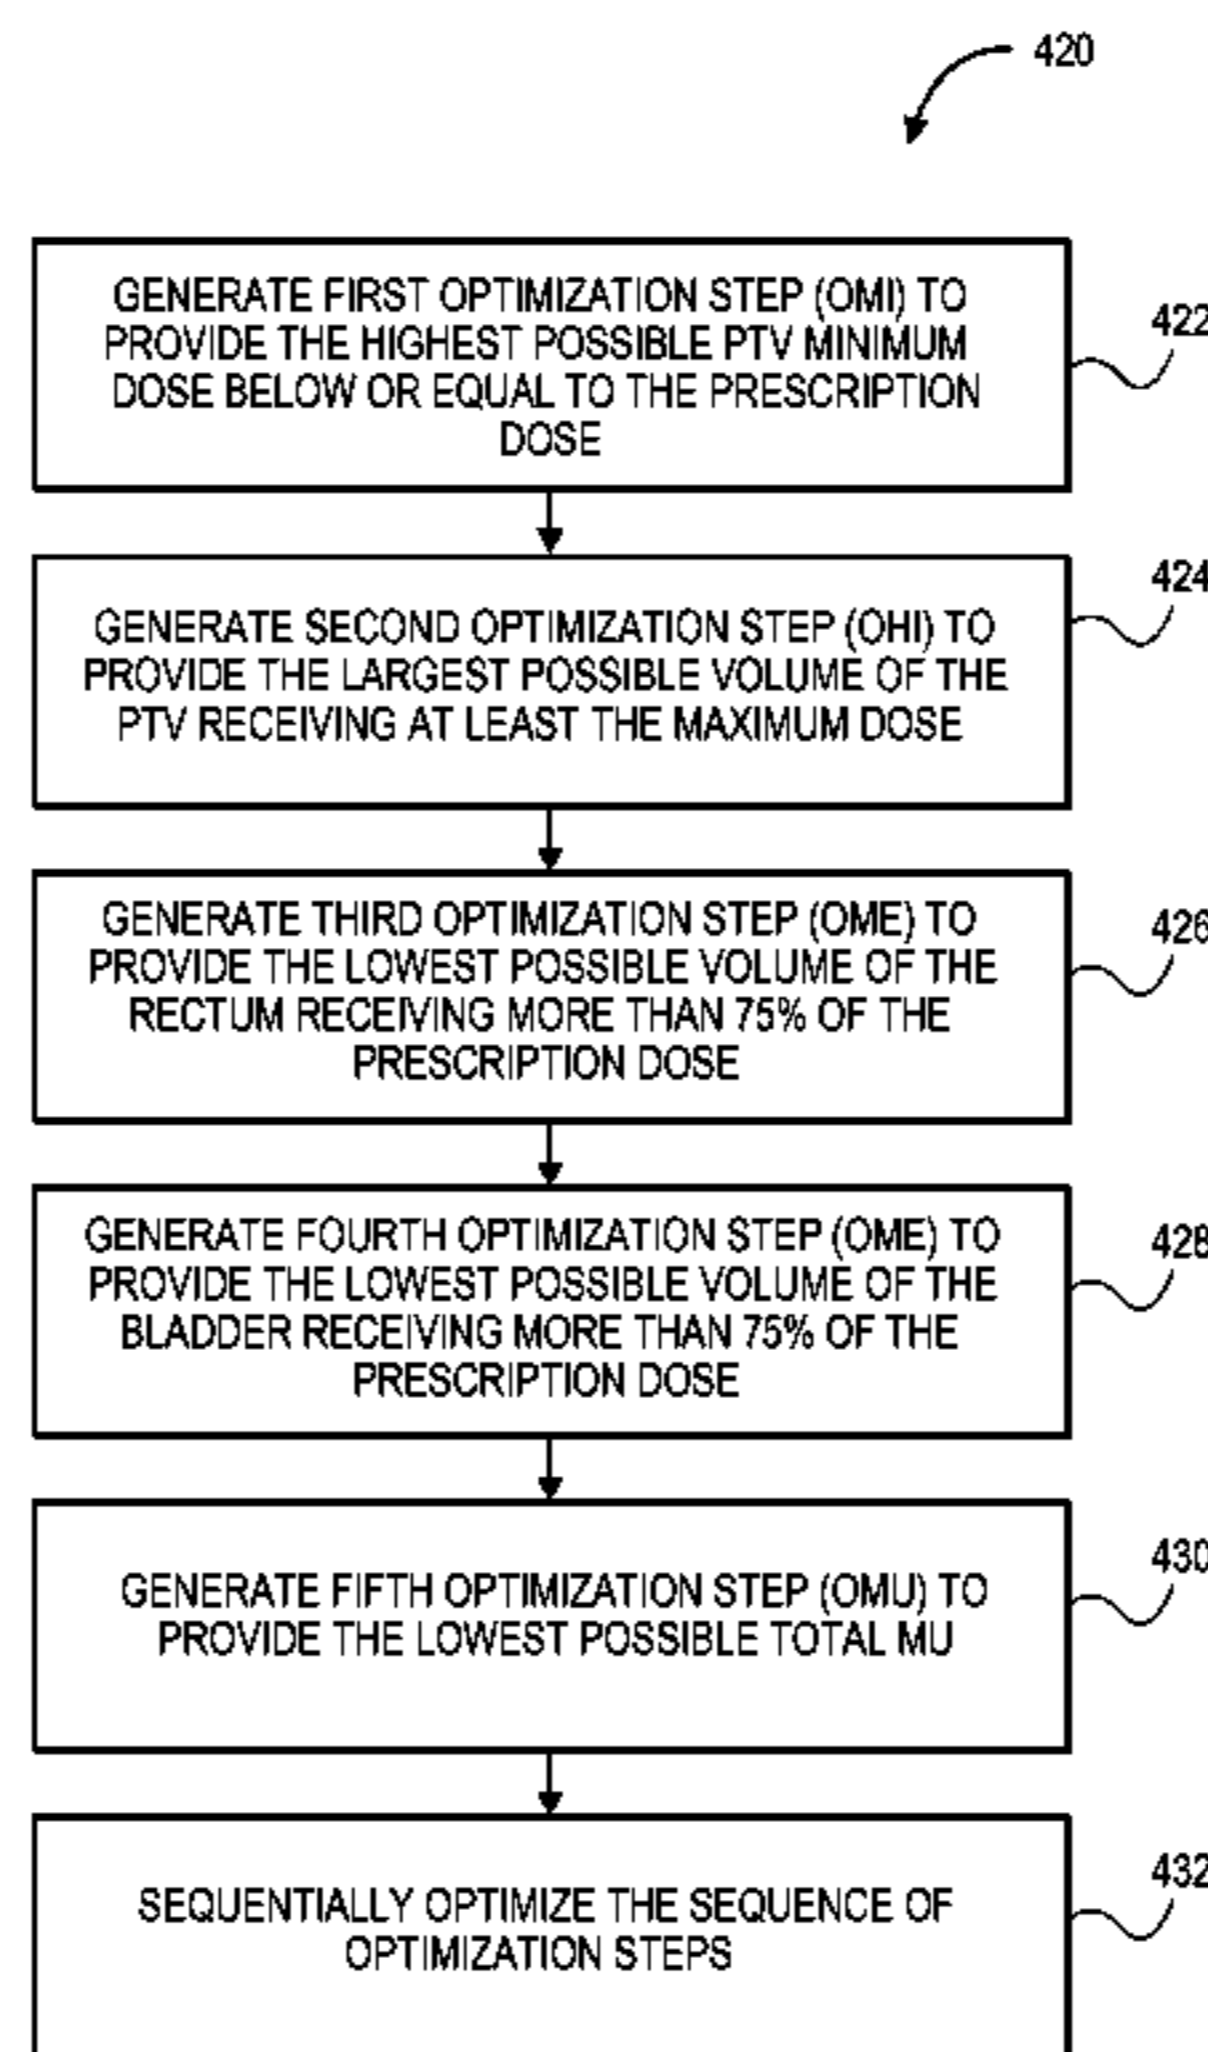 420
GENERATE FIRST OPTIMIZATION STEP (OMI) TO
PROVIDE THE HIGHEST POSSIBLE PTV MINIMUM
DOSE BELOW OR EQUAL TO THE PRESCRIPTION
DOSE
422
GENERATE SECOND OPTIMIZATION STEP (OHI) TO
PROVIDE THE LARGEST POSSIBLE VOLUME OF THE
PTV RECEIVING AT LEAST THE MAXIMUM DOSE
424
GENERATE THIRD OPTIMIZATION STEP (OME) TO
PROVIDE THE LOWEST POSSIBLE VOLUME OF THE
RECTUM RECEIVING MORE THAN 75% OF THE
PRESCRIPTION DOSE
426
GENERATE FOURTH OPTIMIZATION STEP (OME) TO
PROVIDE THE LOWEST POSSIBLE VOLUME OF THE
BLADDER RECEIVING MORE THAN 75% OF THE
PRESCRIPTION DOSE
428
GENERATE FIFTH OPTIMIZATION STEP (OMU) TO
PROVIDE THE LOWEST POSSIBLE TOTAL MU
430
SEQUENTIALLY OPTIMIZE THE SEQUENCE OF
OPTIMIZATION STEPS
432